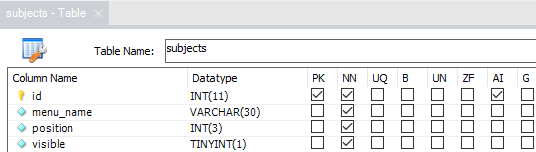 subjects - Table
Table Name: subjects
Column Name Datatype PK NN UQ B UN ZF AI G
id INT(11)
menu_name VARCHAR(30)
position INT(3)
visible TINYINT(1)